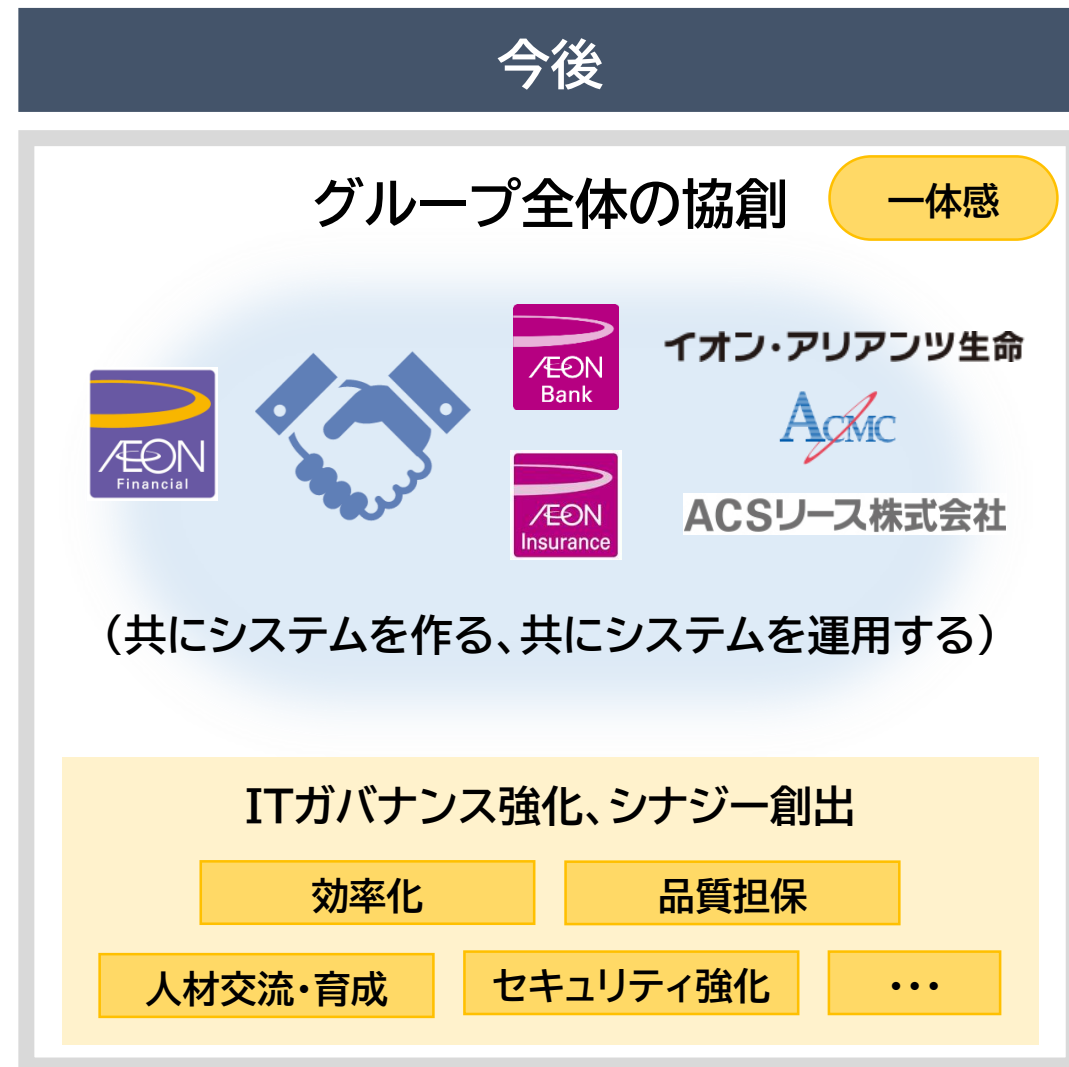 今後
グループ全体の協創
一体感
ÆON
Financial
ÆON
Bank
ÆON
Insurance
イオン・アリアンツ生命
ACMC
ACSリース株式会社
（共にシステムを作る、共にシステムを運用する）
ITガバナンス強化、シナジー創出
効率化
品質担保
人材交流・育成
セキュリティ強化
・・・